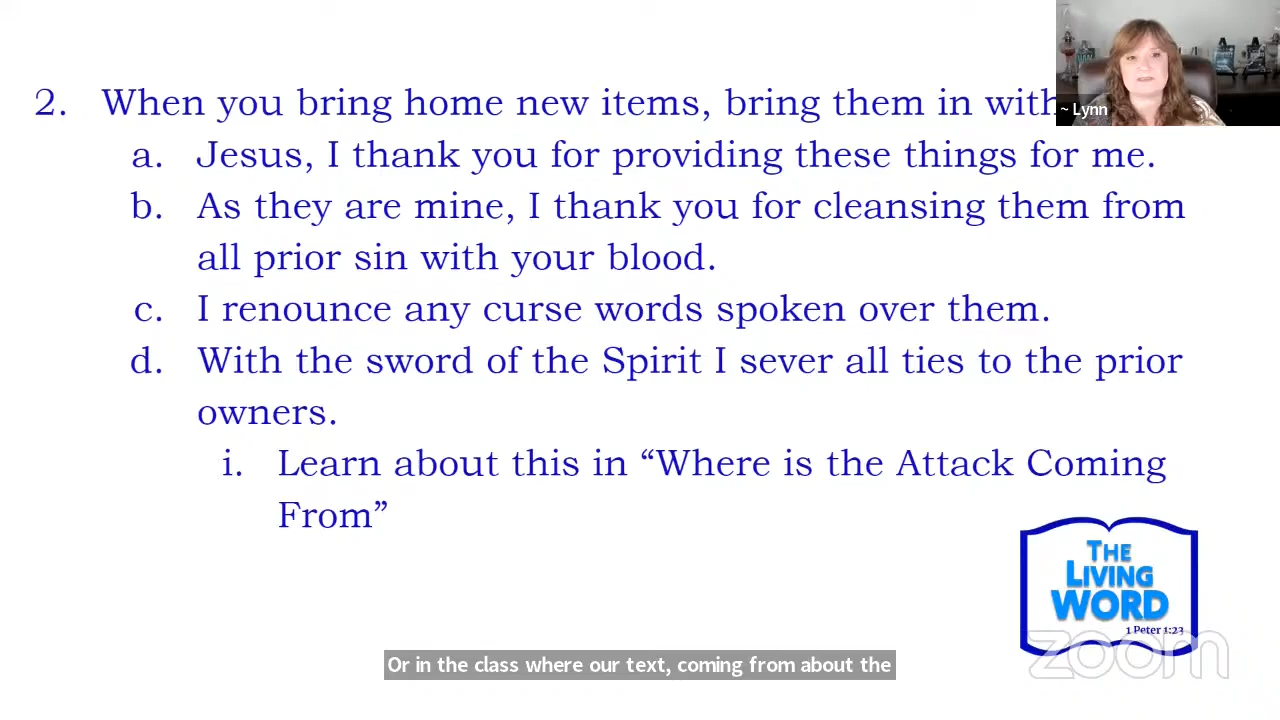 2. When you bring home new items, bring them in with
~ Lynn
a. Jesus, I thank you for providing these things for me.
b. As they are mine, I thank you for cleansing them from
all prior sin with your blood.
c. I renounce any curse words spoken over them.
d. With the sword of the Spirit I sever all ties to the prior
owners.
i. Learn about this in “Where is the Attack Coming
From”
THE
LIVING
WORD
1 Peter 1:23
zoom
Or in the class where our text, coming from about the